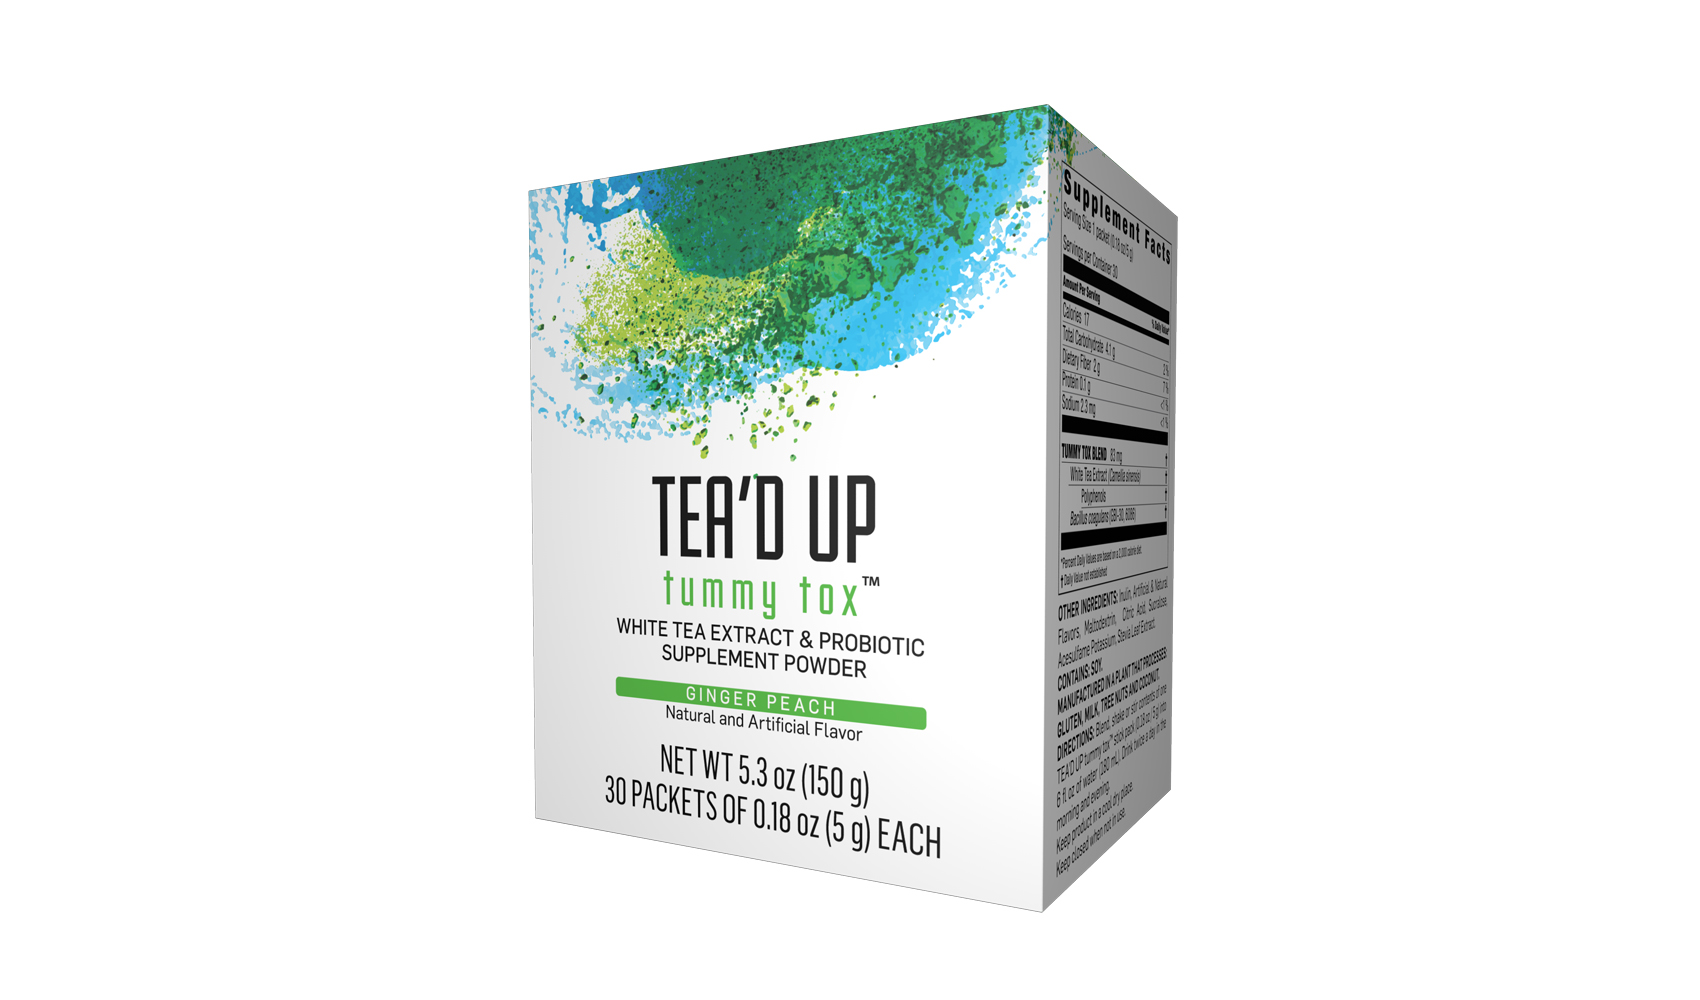 TEA'D UP
tummy tox™
WHITE TEA EXTRACT & PROBIOTIC
SUPPLEMENT POWDER
GINGER PEACH
Natural and Artificial Flavor
NET WT 5.3 oz (150 g)
30 PACKETS OF 0.18 oz (5 g) EACH
Supplement Facts
Serving Size 1 packet (0.18 oz/5 g)
Servings per Container 30
Amount Per Serving
% Daily Value*
Calories 17
Total Carbohydrate 4.1 g 2%
Dietary Fiber 2 g 7%
Protein 0.1 g <1%
Sodium 2.3 mg <1%
TUMMY TOX BLEND 83 mg †
White Tea Extract (Camellia sinensis) †
Polyphenols †
Bacillus coagulans (GBI-30, 6086) †
*Percent Daily Values are based on a 2,000 calorie diet.
† Daily Value not established
OTHER INGREDIENTS: Inulin, Artificial & Natural
Flavors, Maltodextrin, Citric Acid, Sucralose,
Acesulfame Potassium, Stevia Leaf Extract.
CONTAINS: SOY.
MANUFACTURED IN A PLANT THAT PROCESSES:
GLUTEN, MILK, TREE NUTS AND COCONUT.
DIRECTIONS: Blend, shake or stir contents of one
TEA'D UP tummy tox™ stick pack (0.18 oz / 5 g) into
6 fl oz of water (180 mL). Drink twice a day in the
morning and evening.
Keep product in a cool dry place.
Keep closed when not in use.